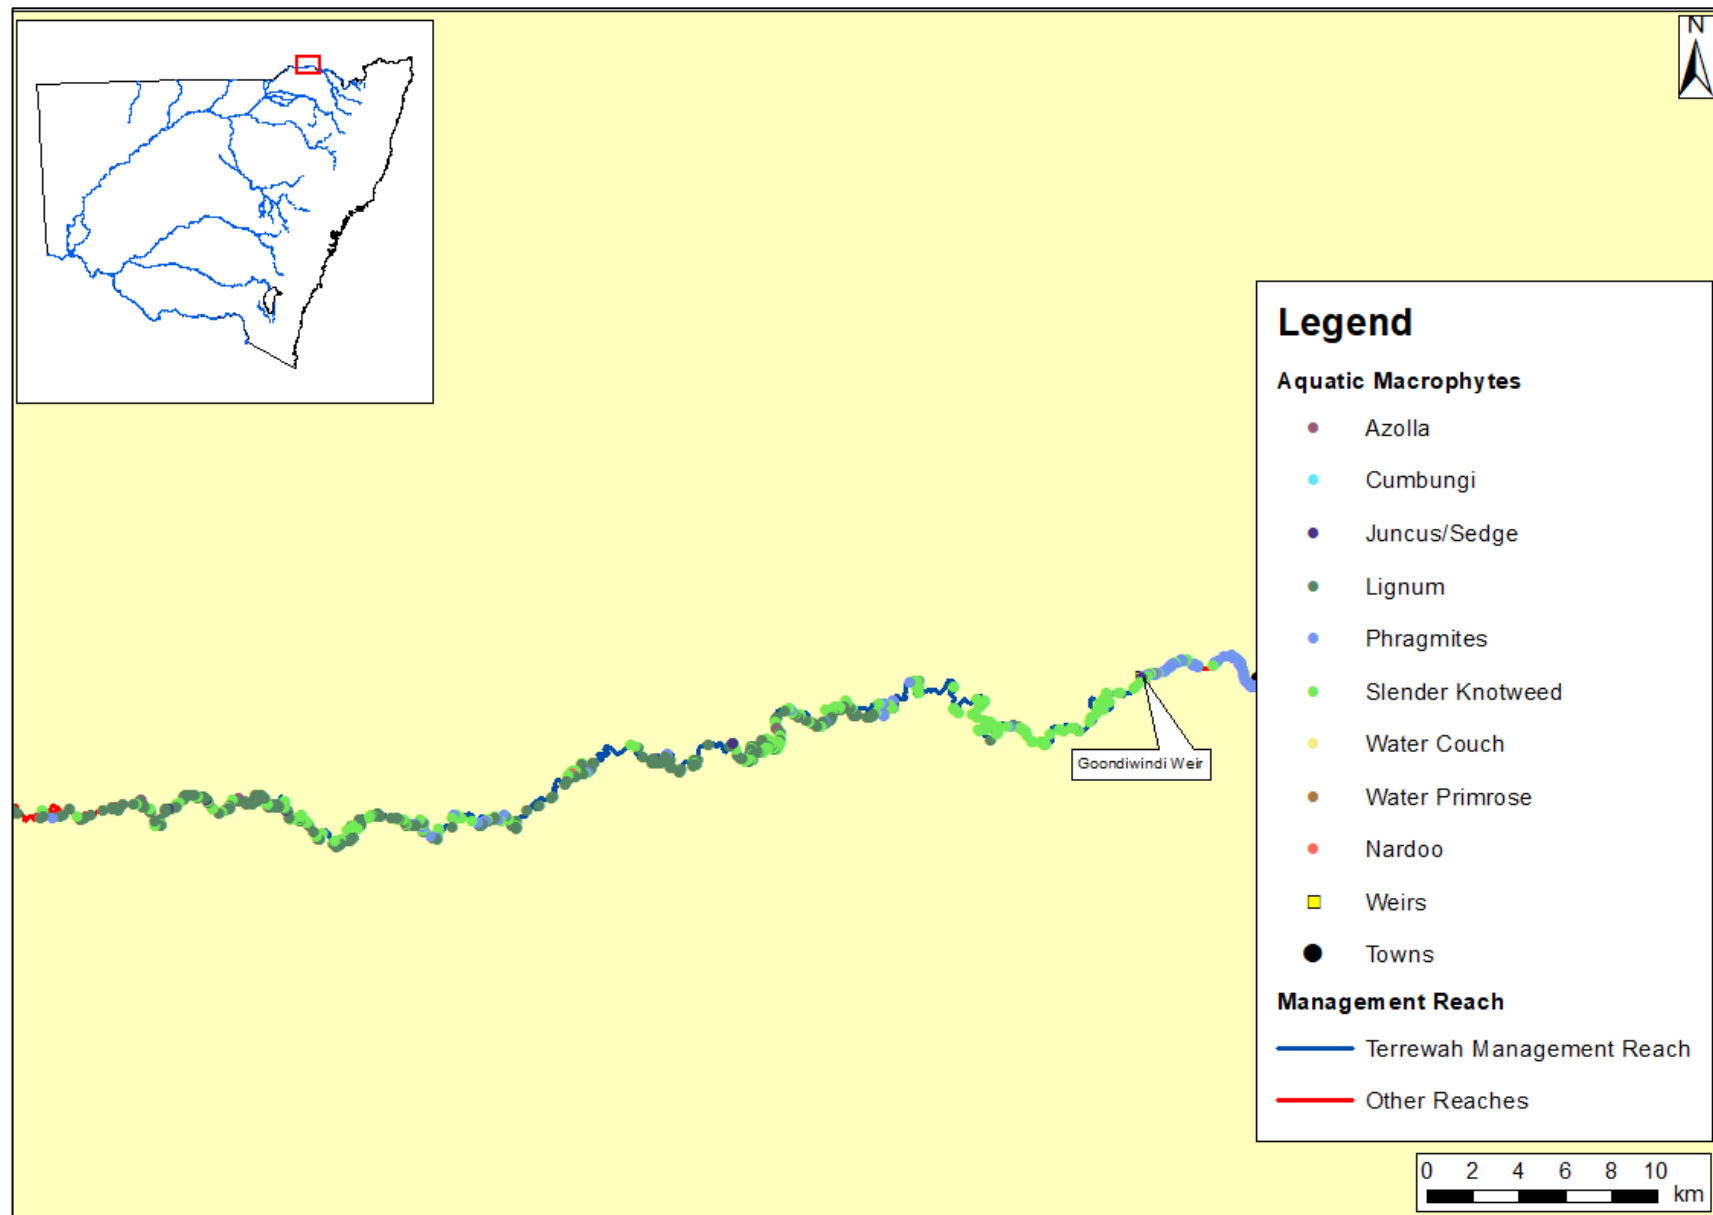 N
Legend
Aquatic Macrophytes
Azolla
Cumbungi
Juncus/Sedge
Lignum
Phragmites
Slender Knotweed
Water Couch
Water Primrose
Nardoo
Weirs
Towns
Management Reach
Terrewah Management Reach
Other Reaches
Goondiwindi Weir
0 2 4 6 8 10
km